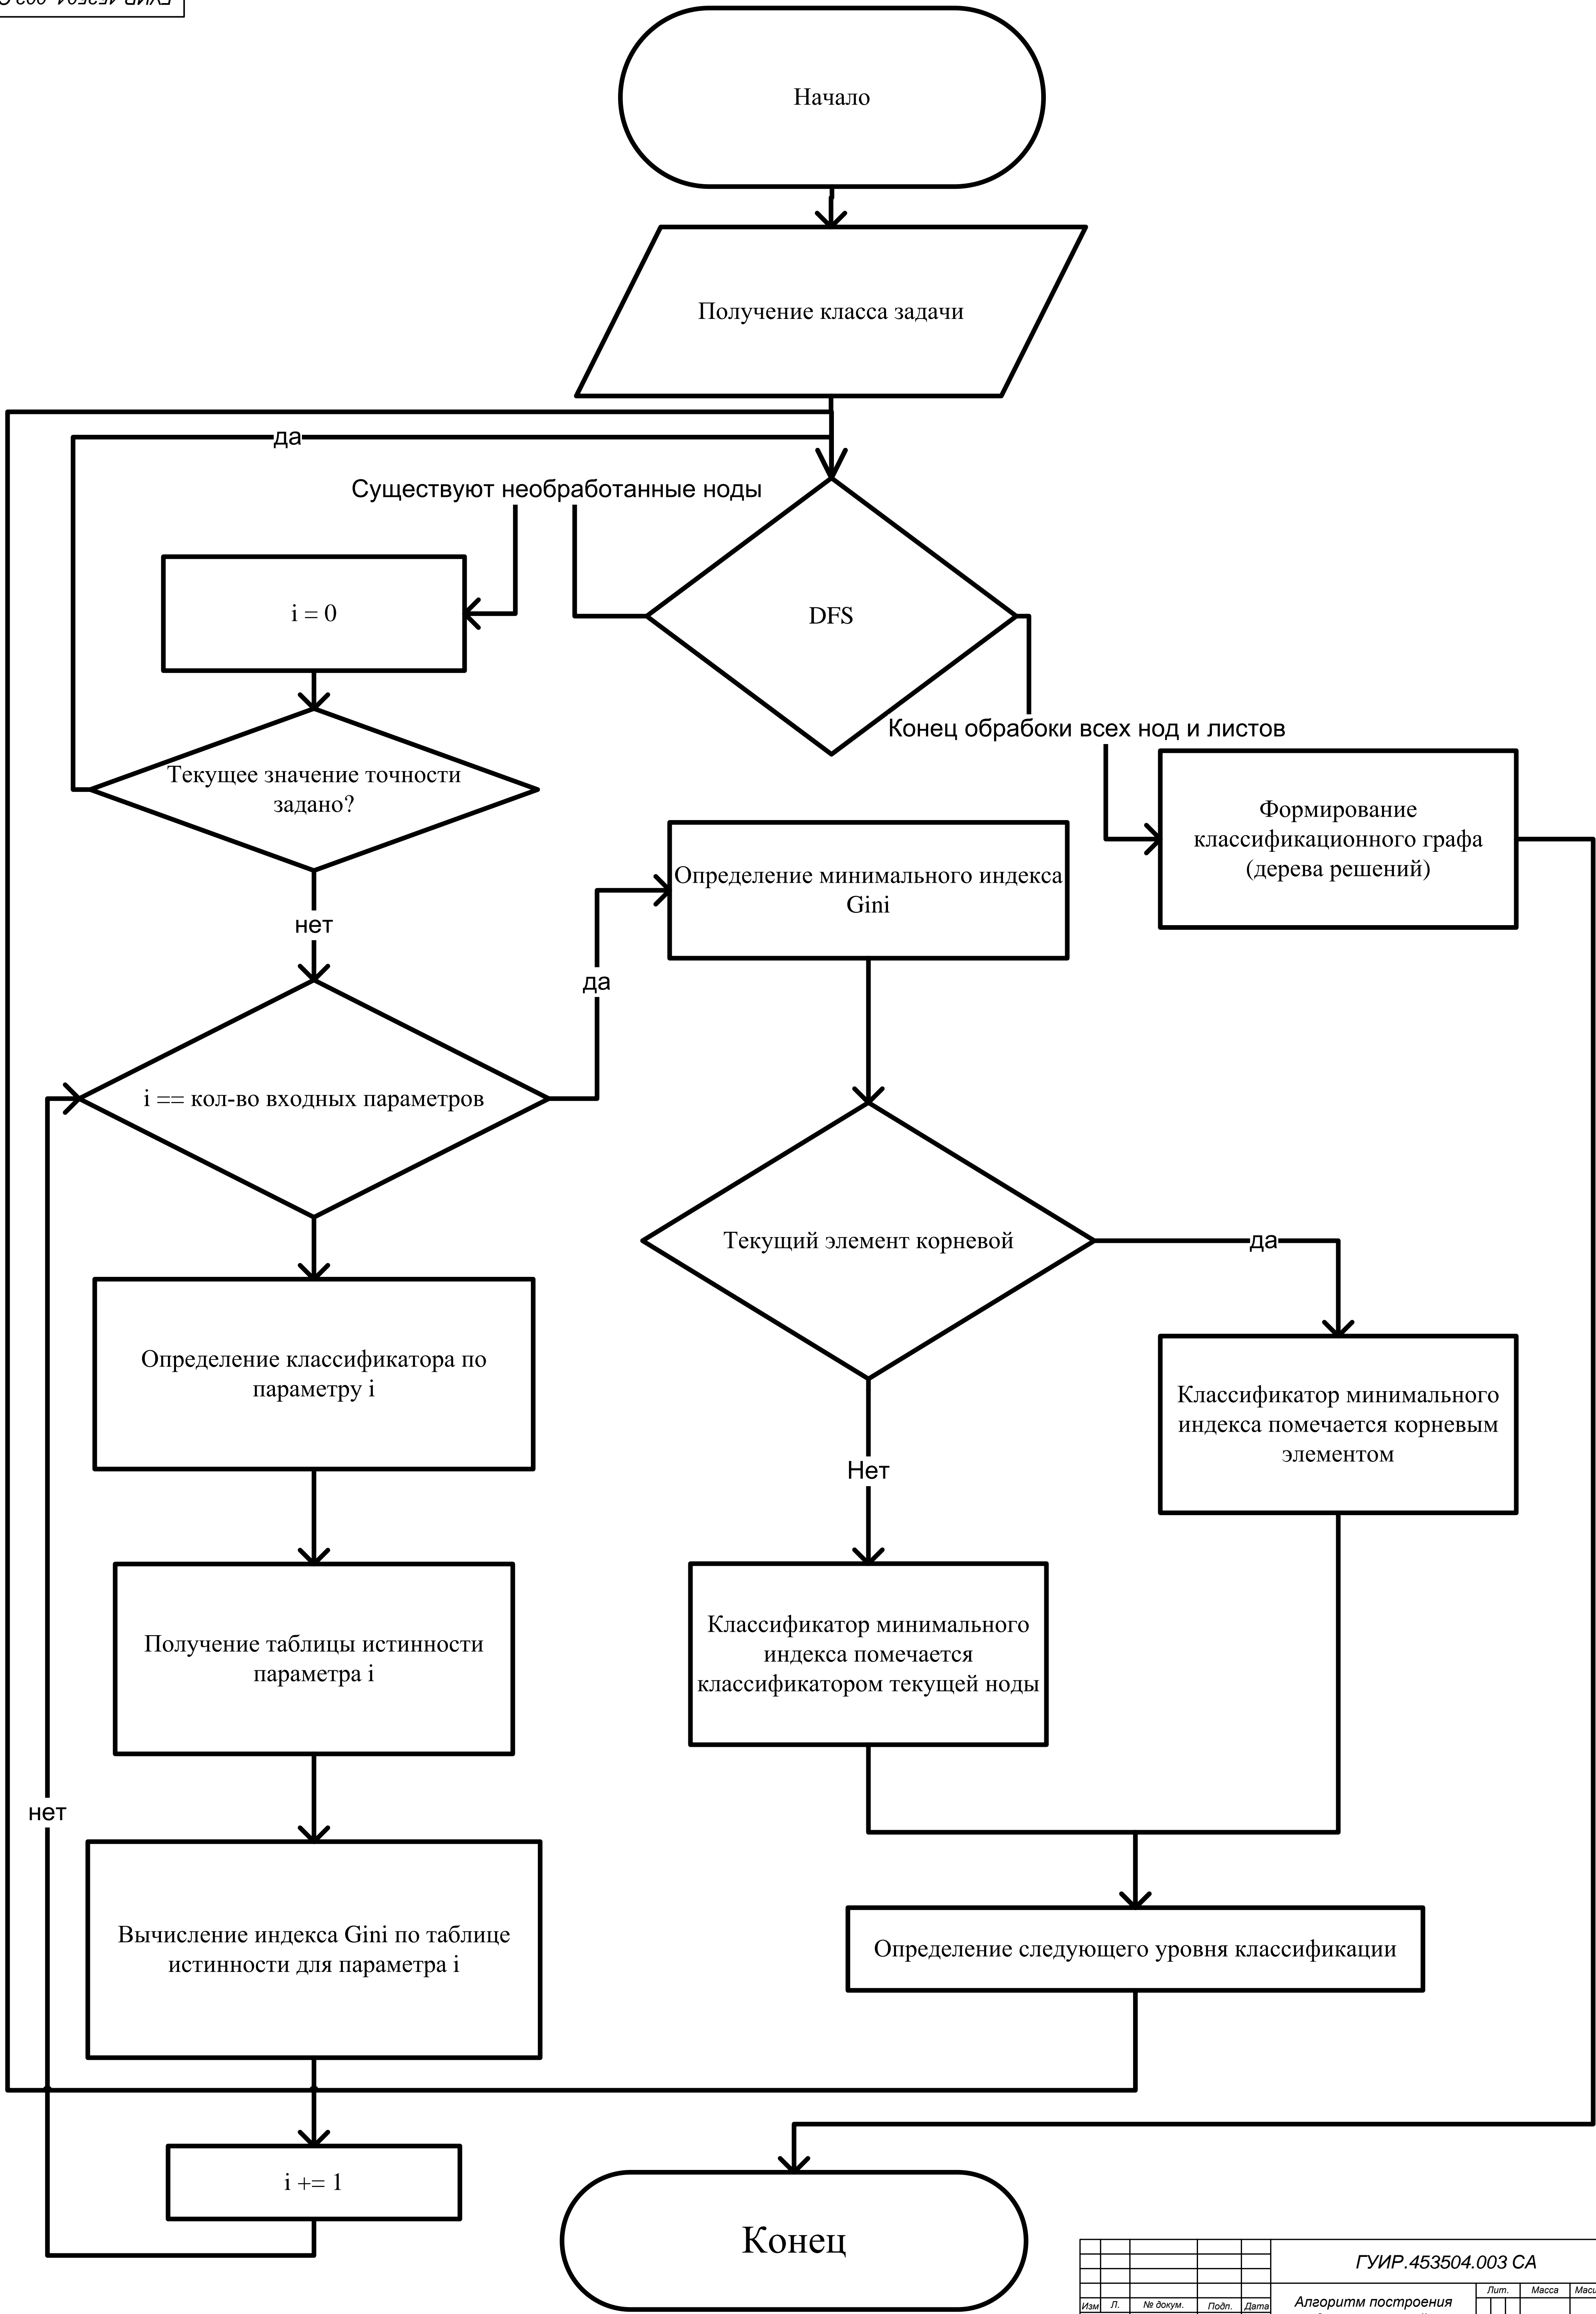 ГУИР 453504 003 С
Начало
Получение класса задачи
да
Существуют необработанные ноды
i = 0
DFS
Конец обрабоки всех нод и листов
Текущее значение точности
задано?
Формирование
классификационного графа
(дерева решений)
Определение минимального индекса
Gini
нет
да
i == кол-во входных параметров
Текущий элемент корневой
да
Определение классификатора по
параметру i
Классификатор минимального
индекса помечается корневым
элементом
Нет
Получение таблицы истинности
параметра i
Классификатор минимального
индекса помечается
классификатором текущей ноды
нет
Вычисление индекса Gini по таблице
истинности для параметра i
Определение следующего уровня классификации
i += 1
Конец
ГУИР.453504.003 СА
Лит. Масса
Изм Л. № докум. Подп. Дата
Алгоритм построения